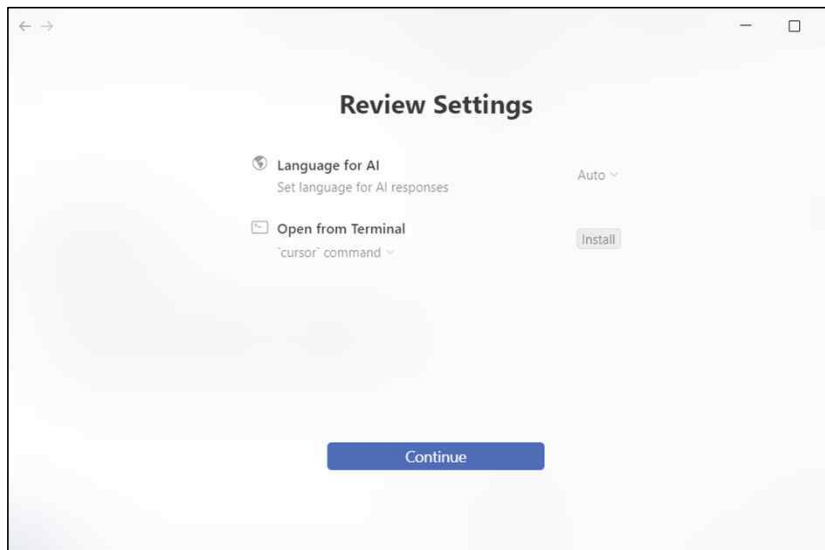 Review Settings
Language for AI
Set language for AI responses
Auto
Open from Terminal
`cursor` command
Install
Continue